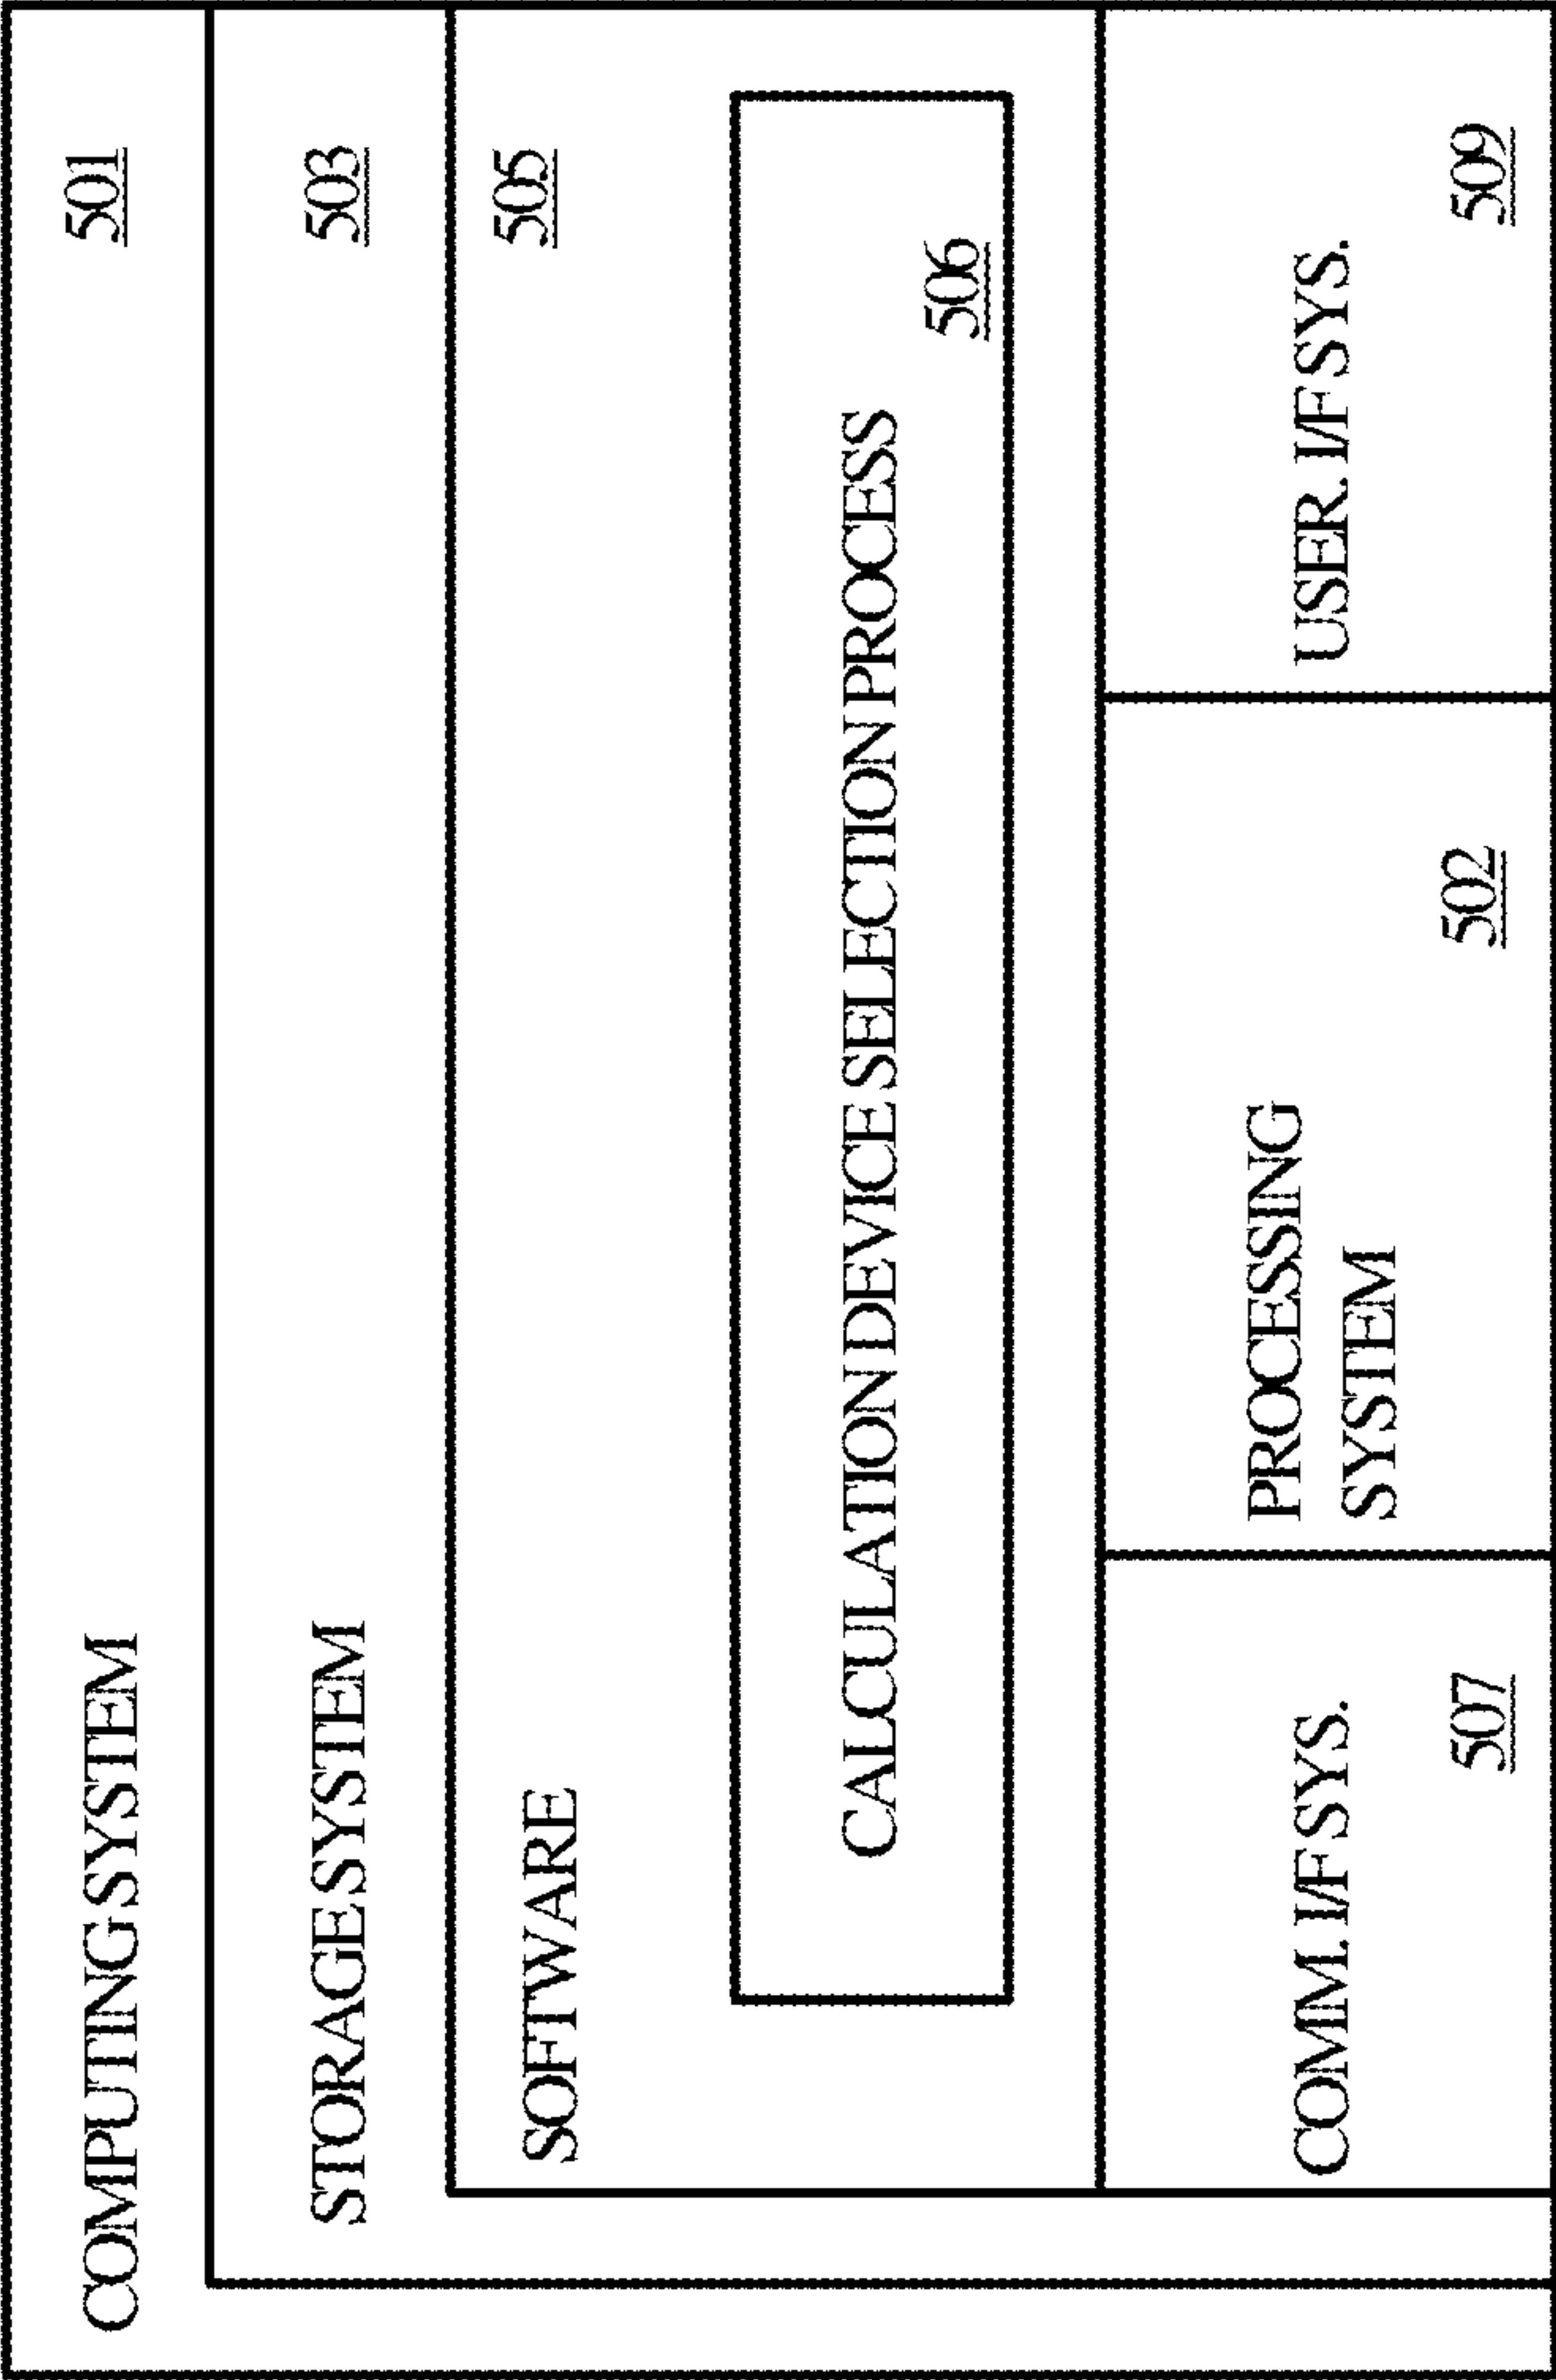 COMPUTING SYSTEM
501
STORAGE SYSTEM
503
SOFTWARE
505
CALCULATION DEVICE SELECTION PROCESS
506
COMM. I/F SYS.
507
PROCESSING
SYSTEM
502
USER. I/F SYS.
509